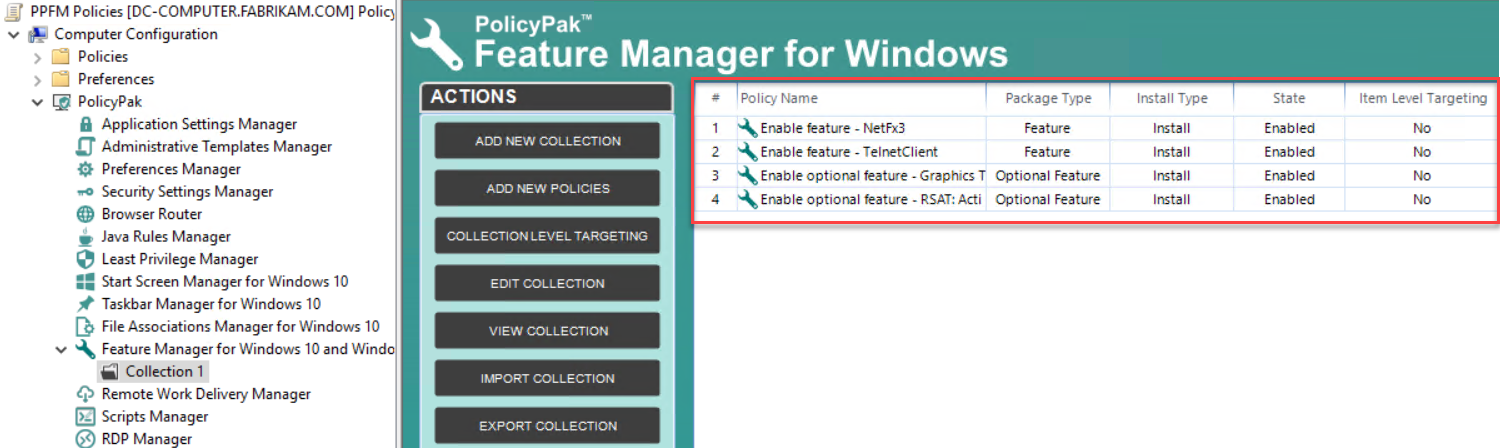 PPFM Policies [DC-COMPUTER.FABRIKAM.COM] Policy
Computer Configuration
Policies
Preferences
PolicyPak
Application Settings Manager
Administrative Templates Manager
Preferences Manager
Security Settings Manager
Browser Router
Java Rules Manager
Least Privilege Manager
Start Screen Manager for Windows 10
Taskbar Manager for Windows 10
File Associations Manager for Windows 10
Feature Manager for Windows 10 and Windo
Collection 1
Remote Work Delivery Manager
Scripts Manager
RDP Manager
PolicyPak™
Feature Manager for Windows
ACTIONS
ADD NEW COLLECTION
ADD NEW POLICIES
COLLECTION LEVEL TARGETING
EDIT COLLECTION
VIEW COLLECTION
IMPORT COLLECTION
EXPORT COLLECTION
# Policy Name Package Type Install Type State Item Level Targeting
1 Enable feature - NetFx3 Feature Install Enabled No
2 Enable feature - TelnetClient Feature Install Enabled No
3 Enable optional feature - Graphics T Optional Feature Install Enabled No
4 Enable optional feature - RSAT: Acti Optional Feature Install Enabled No